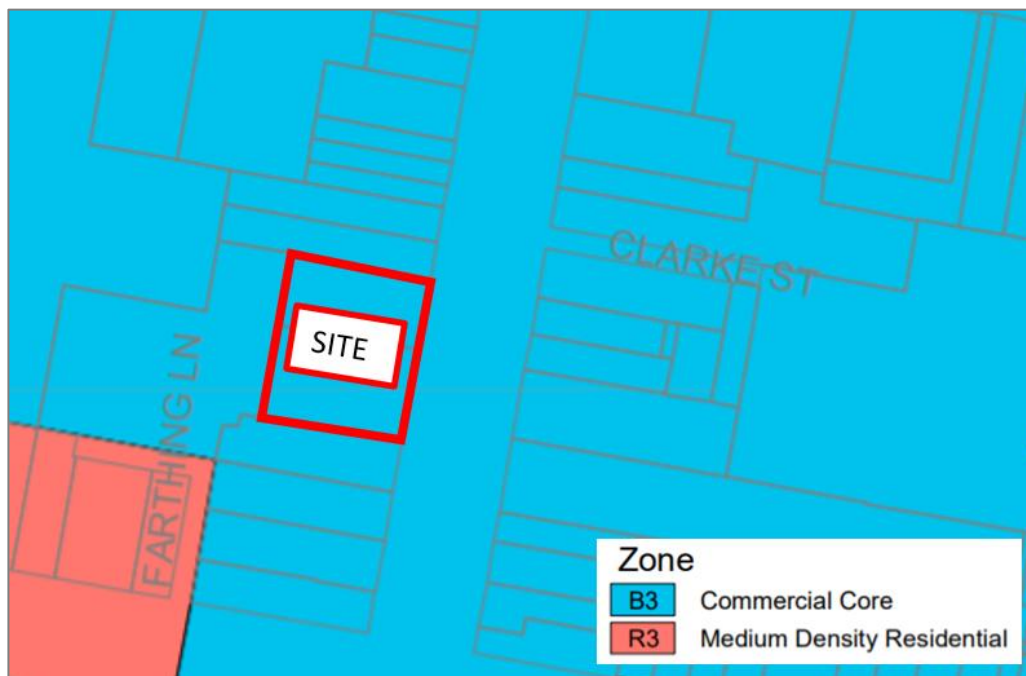 CLARKE ST
SITE
FARTHING LN
Zone
B3 Commercial Core
R3 Medium Density Residential